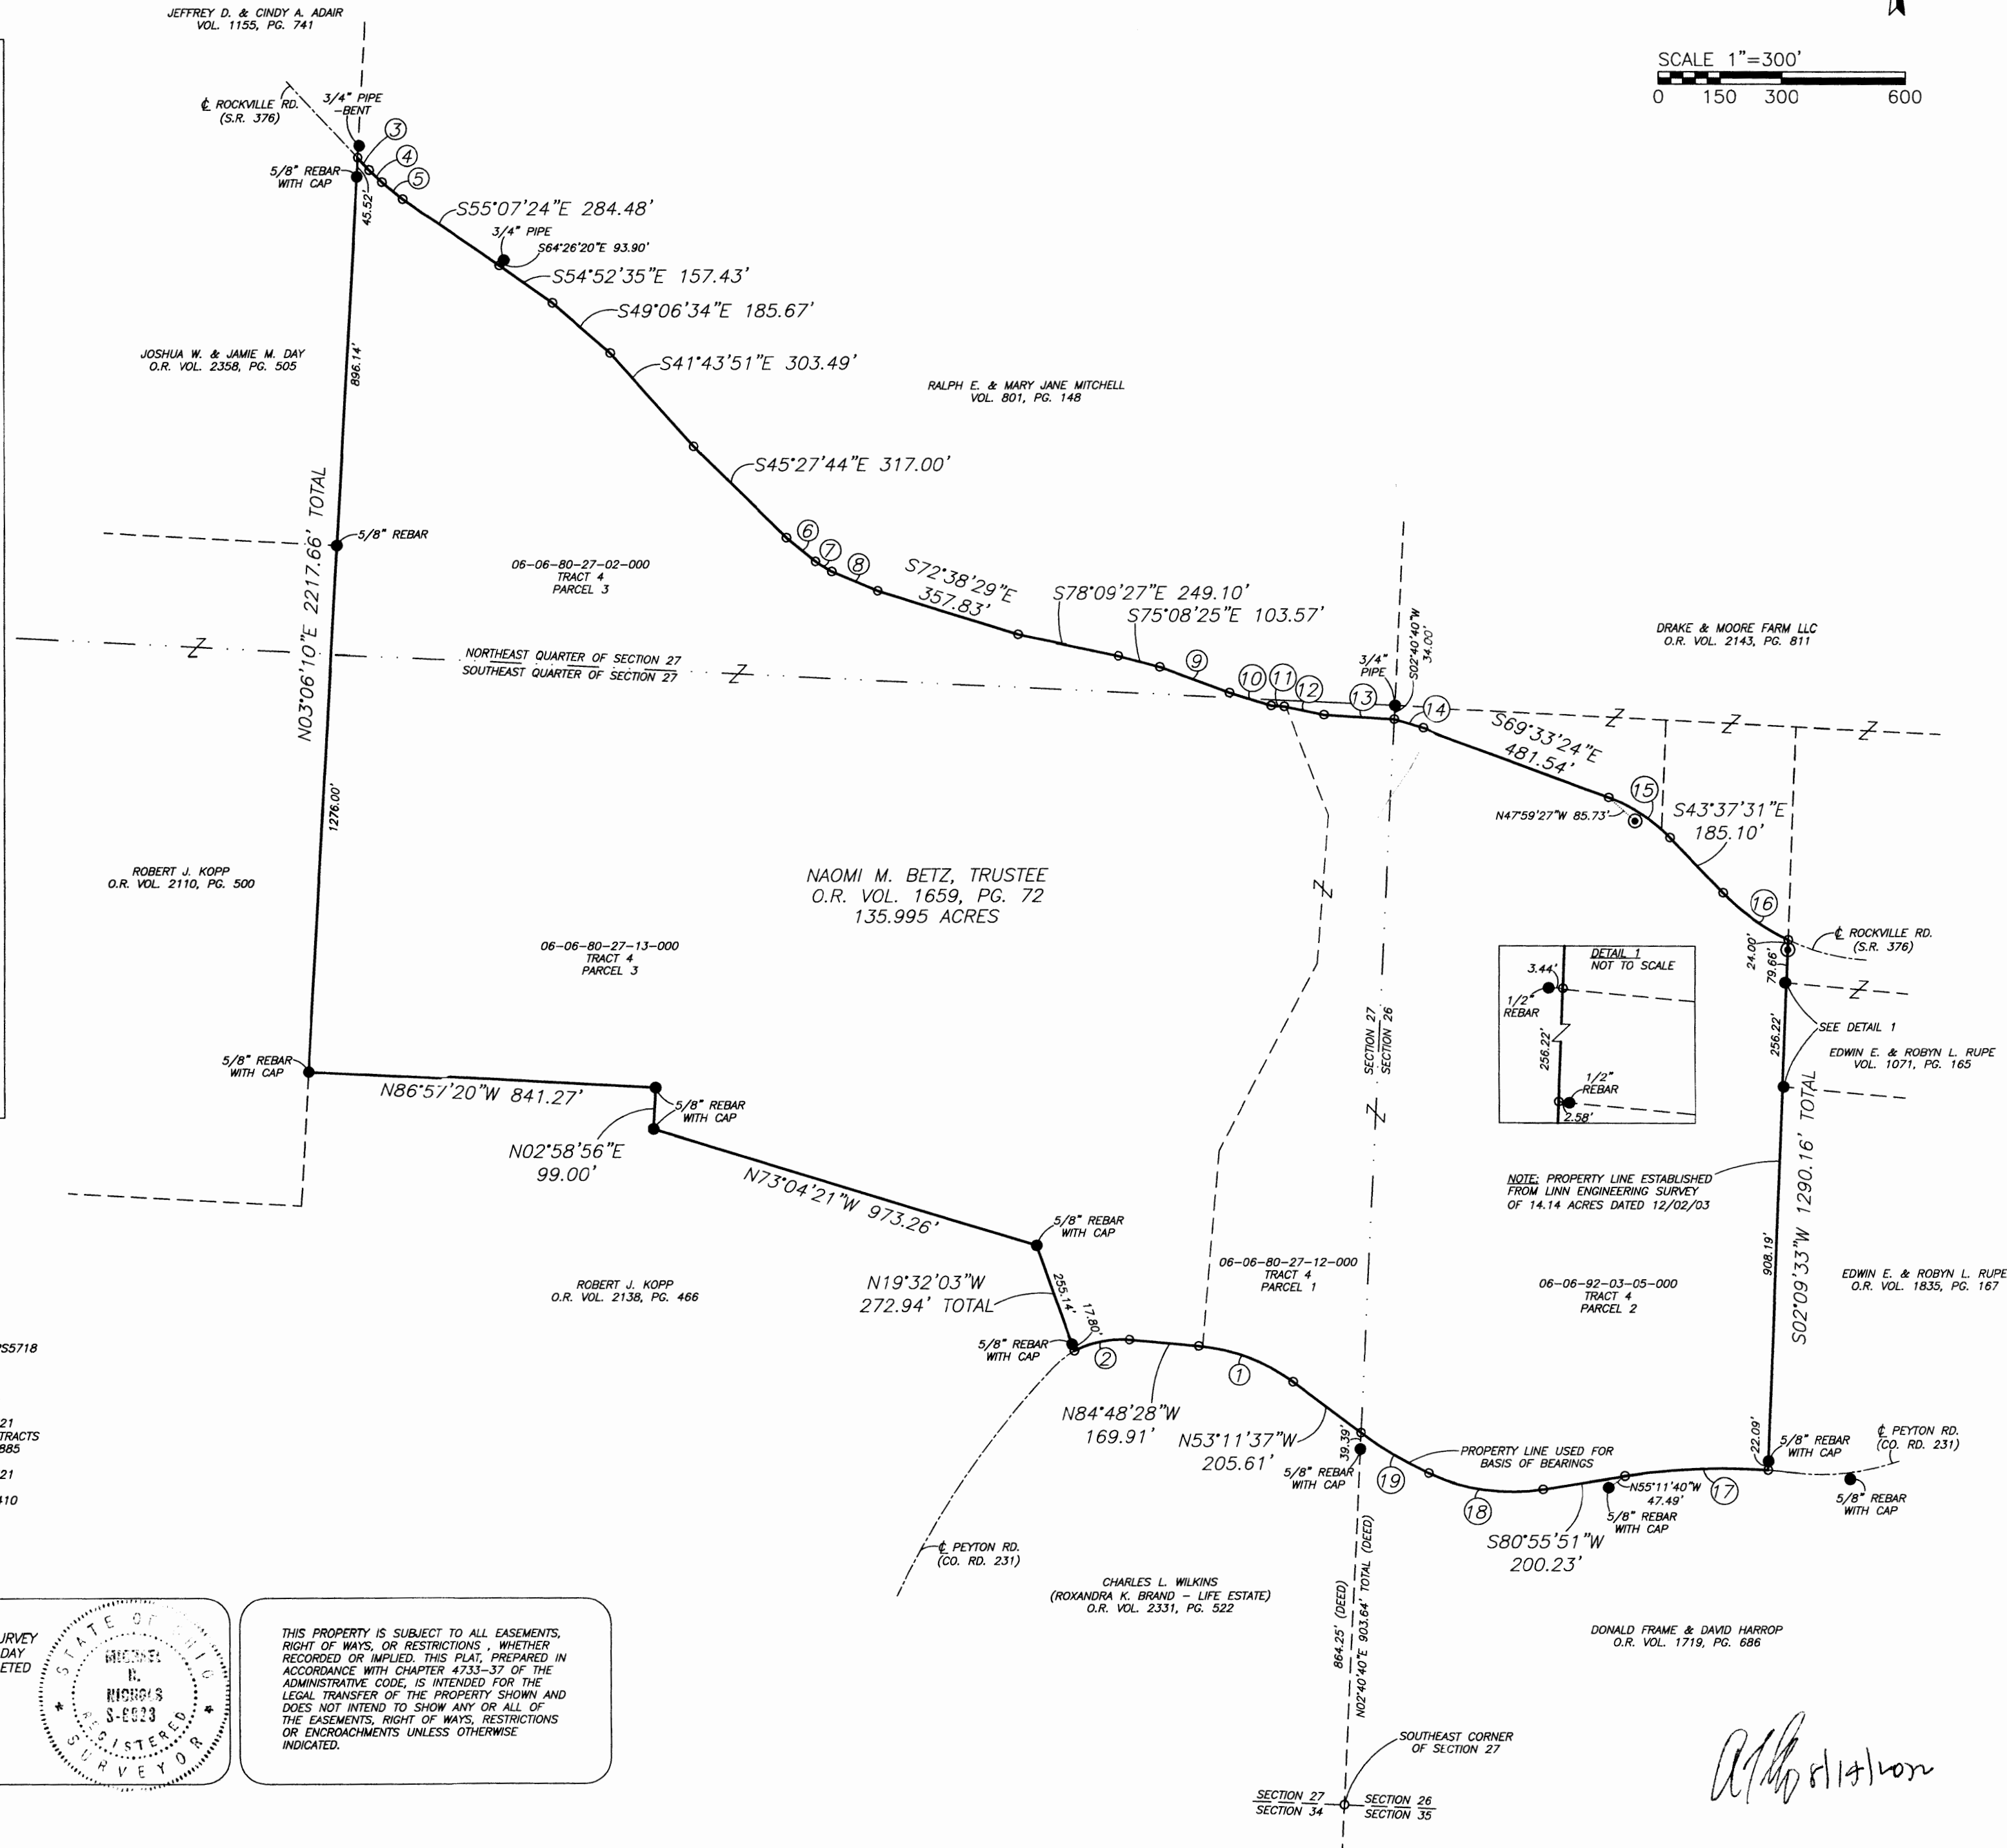 JEFFREY D. & CINDY A. ADAIR
VOL. 1155, PG. 741
SCALE 1"=300'
0 150 300 600
℄ ROCKVILLE RD.
(S.R. 376)
3/4" PIPE
-BENT
3
4
5
5/8" REBAR
WITH CAP
45.52'
S55°07'24"E 284.48'
3/4" PIPE
S64°26'20"E 93.90'
S54°52'35"E 157.43'
S49°06'34"E 185.67'
S41°43'51"E 303.49'
JOSHUA W. & JAMIE M. DAY
O.R. VOL. 2358, PG. 505
896.14'
RALPH E. & MARY JANE MITCHELL
VOL. 801, PG. 148
S45°27'44"E 317.00'
N03°06'10"E 2217.66' TOTAL
5/8" REBAR
6
7
8
06-06-80-27-02-000
TRACT 4
PARCEL 3
S72°38'29"E
357.83'
S78°09'27"E 249.10'
S75°08'25"E 103.57'
S02°40'40"W
34.00'
3/4"
PIPE
DRAKE & MOORE FARM LLC
O.R. VOL. 2143, PG. 811
NORTHEAST QUARTER OF SECTION 27
SOUTHEAST QUARTER OF SECTION 27
9
10
11
12
13
14
S69°33'24"E
481.54'
15
N47°59'27"W 85.73'
S43°37'31"E
185.10'
16
1276.00'
ROBERT J. KOPP
O.R. VOL. 2110, PG. 500
NAOMI M. BETZ, TRUSTEE
O.R. VOL. 1659, PG. 72
135.995 ACRES
06-06-80-27-13-000
TRACT 4
PARCEL 3
℄ ROCKVILLE RD.
(S.R. 376)
24.00'
79.66'
DETAIL 1
NOT TO SCALE
3.44'
1/2"
REBAR
256.22'
1/2"
REBAR
2.58'
SECTION 27
SECTION 26
256.22'
SEE DETAIL 1
EDWIN E. & ROBYN L. RUPE
VOL. 1071, PG. 165
5/8" REBAR
WITH CAP
N86°57'20"W 841.27'
5/8" REBAR
WITH CAP
N02°58'56"E
99.00'
N73°04'21"W 973.26'
NOTE: PROPERTY LINE ESTABLISHED
FROM LINN ENGINEERING SURVEY
OF 14.14 ACRES DATED 12/02/03
S02°09'33"W 1290.16' TOTAL
908.19'
5/8" REBAR
WITH CAP
ROBERT J. KOPP
O.R. VOL. 2138, PG. 466
N19°32'03"W
272.94' TOTAL
255.14'
17.80'
06-06-80-27-12-000
TRACT 4
PARCEL 1
06-06-92-03-05-000
TRACT 4
PARCEL 2
EDWIN E. & ROBYN L. RUPE
O.R. VOL. 1835, PG. 167
5/8" REBAR
WITH CAP
2
1
N84°48'28"W
169.91'
N53°11'37"W
205.61'
39.39'
5/8" REBAR
WITH CAP
PROPERTY LINE USED FOR
BASIS OF BEARINGS
19
18
N55°11'40"W
47.49'
5/8" REBAR
WITH CAP
17
S80°55'51"W
200.23'
22.09'
5/8" REBAR
WITH CAP
℄ PEYTON RD.
(CO. RD. 231)
5/8" REBAR
WITH CAP
PS5718
21
TRACTS
885
21
410
℄ PEYTON RD.
(CO. RD. 231)
CHARLES L. WILKINS
(ROXANDRA K. BRAND - LIFE ESTATE)
O.R. VOL. 2331, PG. 522
864.25' (DEED)
N02°40'40"E 903.64' TOTAL (DEED)
DONALD FRAME & DAVID HARROP
O.R. VOL. 1719, PG. 686
URVEY
DAY
ETED
STATE OF OHIO
MICHAEL
NICHOLS
REGISTERED
SURVEYOR
THIS PROPERTY IS SUBJECT TO ALL EASEMENTS,
RIGHT OF WAYS, OR RESTRICTIONS , WHETHER
RECORDED OR IMPLIED. THIS PLAT, PREPARED IN
ACCORDANCE WITH CHAPTER 4733-37 OF THE
ADMINISTRATIVE CODE, IS INTENDED FOR THE
LEGAL TRANSFER OF THE PROPERTY SHOWN AND
DOES NOT INTEND TO SHOW ANY OR ALL OF
THE EASEMENTS, RIGHT OF WAYS, RESTRICTIONS
OR ENCROACHMENTS UNLESS OTHERWISE
INDICATED.
SOUTHEAST CORNER
OF SECTION 27
SECTION 27
SECTION 34
SECTION 26
SECTION 35